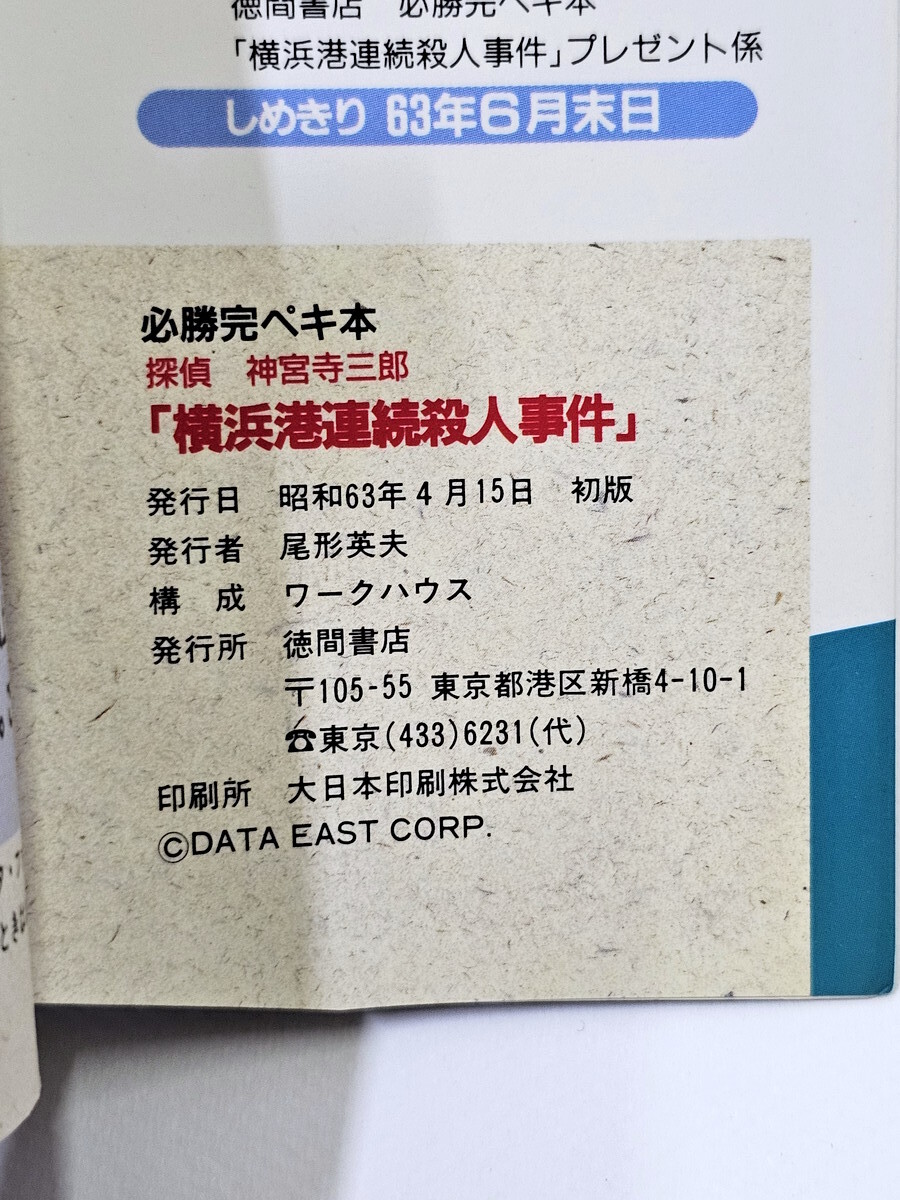 徳間書店　必勝完ペキ本
「横浜港連続殺人事件」プレゼント係
しめきり 63年6月末日
必勝完ペキ本
探偵　神宮寺三郎
「横浜港連続殺人事件」
発行日　昭和63年4月15日　初版
発行者　尾形英夫
構　成　ワークハウス
発行所　徳間書店
〒105-55 東京都港区新橋4-10-1
☎東京(433)6231(代)
印刷所　大日本印刷株式会社
©DATA EAST CORP.